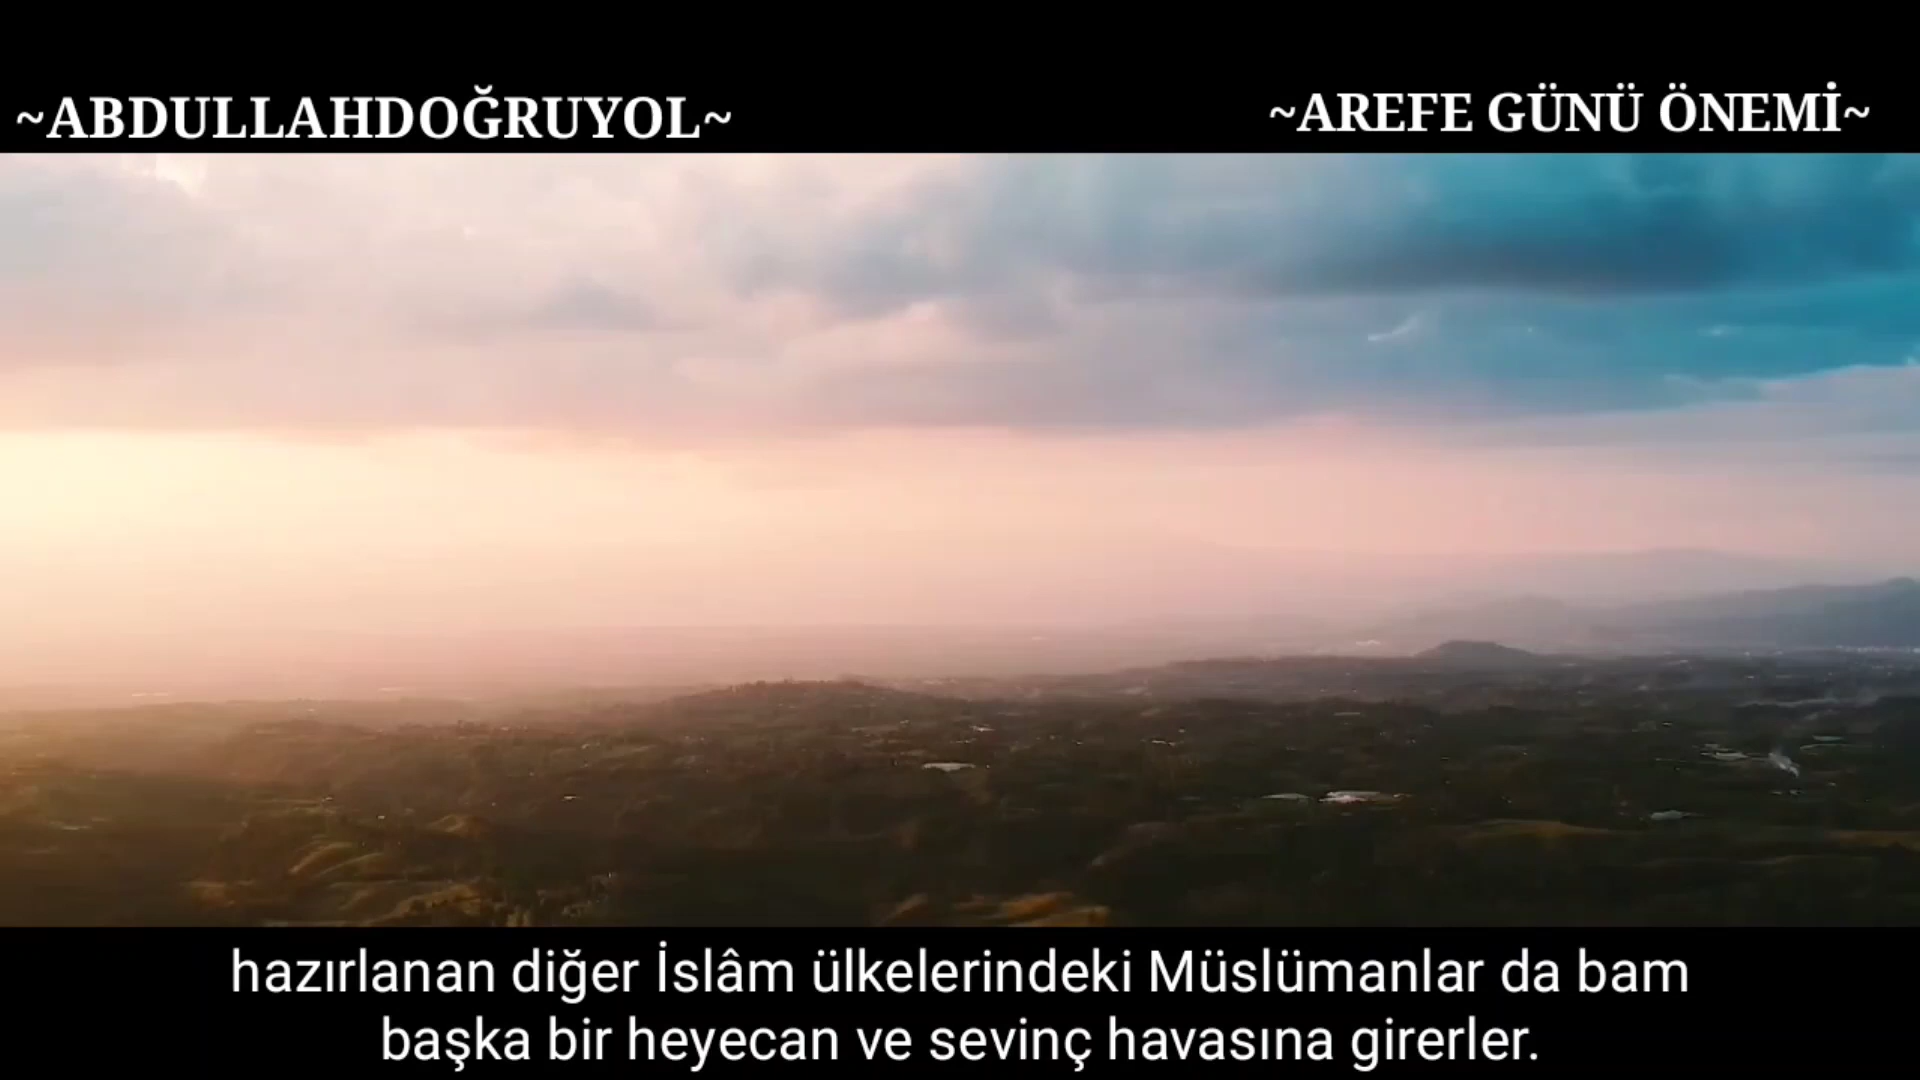 ~ABDULLAHDOĞRUYOL~
~AREFE GÜNÜ ÖNEMİ~
hazırlanan diğer İslâm ülkelerindeki Müslümanlar da bam
başka bir heyecan ve sevinç havasına girerler.